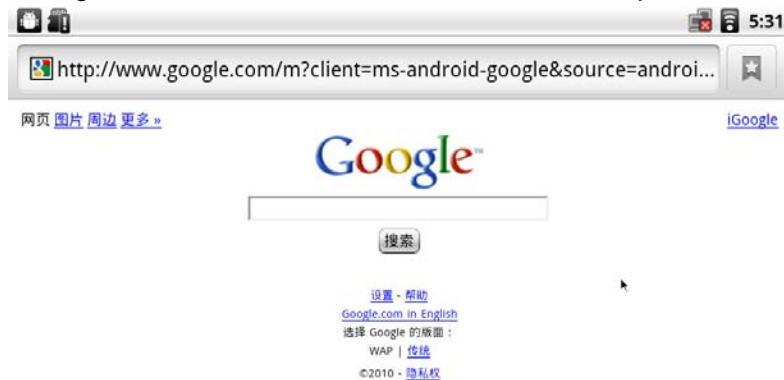 5:31
http://www.google.com/m?client=ms-android-google&source=androi...
网页 图片 周边 更多 » iGoogle
Google™
搜索
设置 - 帮助
Google.com in English
选择 Google 的版面：
WAP | 传统
©2010 - 隐私权